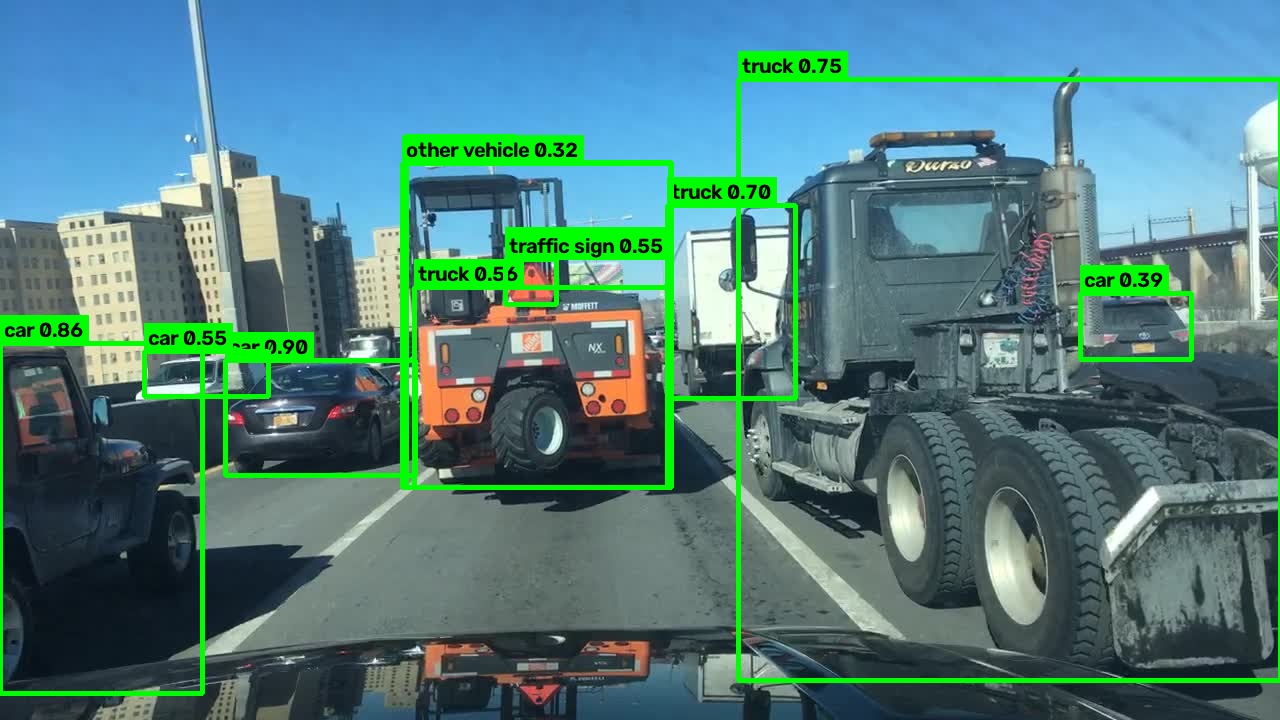 truck 0.75
other vehicle 0.32
Durzo
truck 0.70
traffic sign 0.55
truck 0.56
car 0.39
MOFFETT
car 0.86
car 0.55
car 0.90
NX